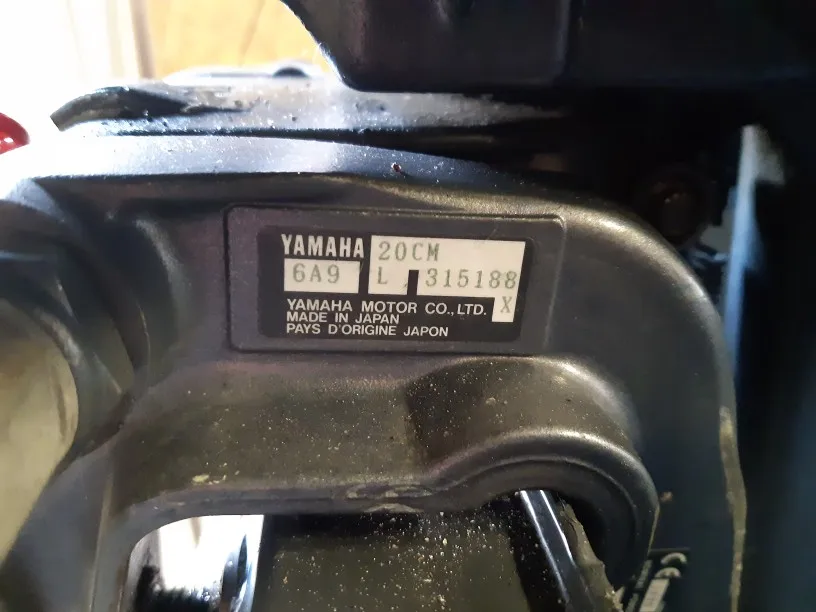 YAMAHA 20CM
6A9 L 315188
X
YAMAHA MOTOR CO., LTD.
MADE IN JAPAN
PAYS D'ORIGINE JAPON